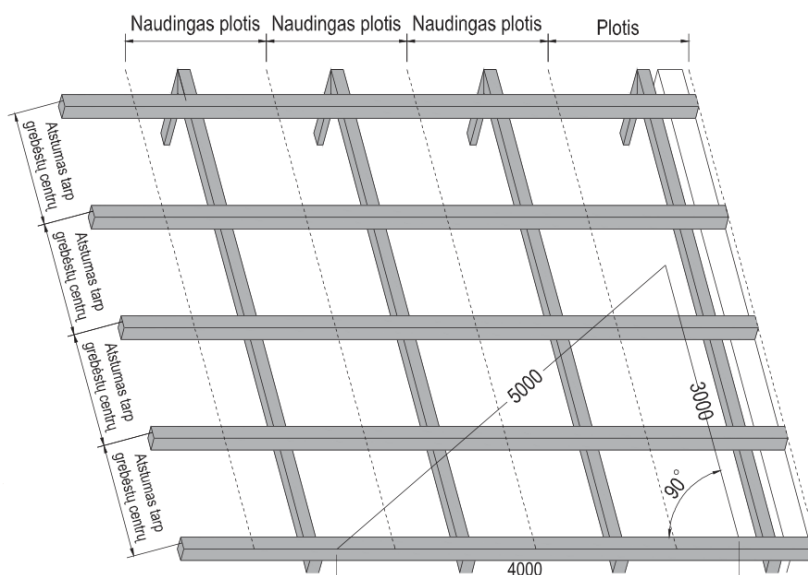 Naudingas plotis
Naudingas plotis
Naudingas plotis
Plotis
Atstumas tarp
grebėstų centrų
Atstumas tarp
grebėstų centrų
Atstumas tarp
grebėstų centrų
Atstumas tarp
grebėstų centrų
5000
3000
90°
4000